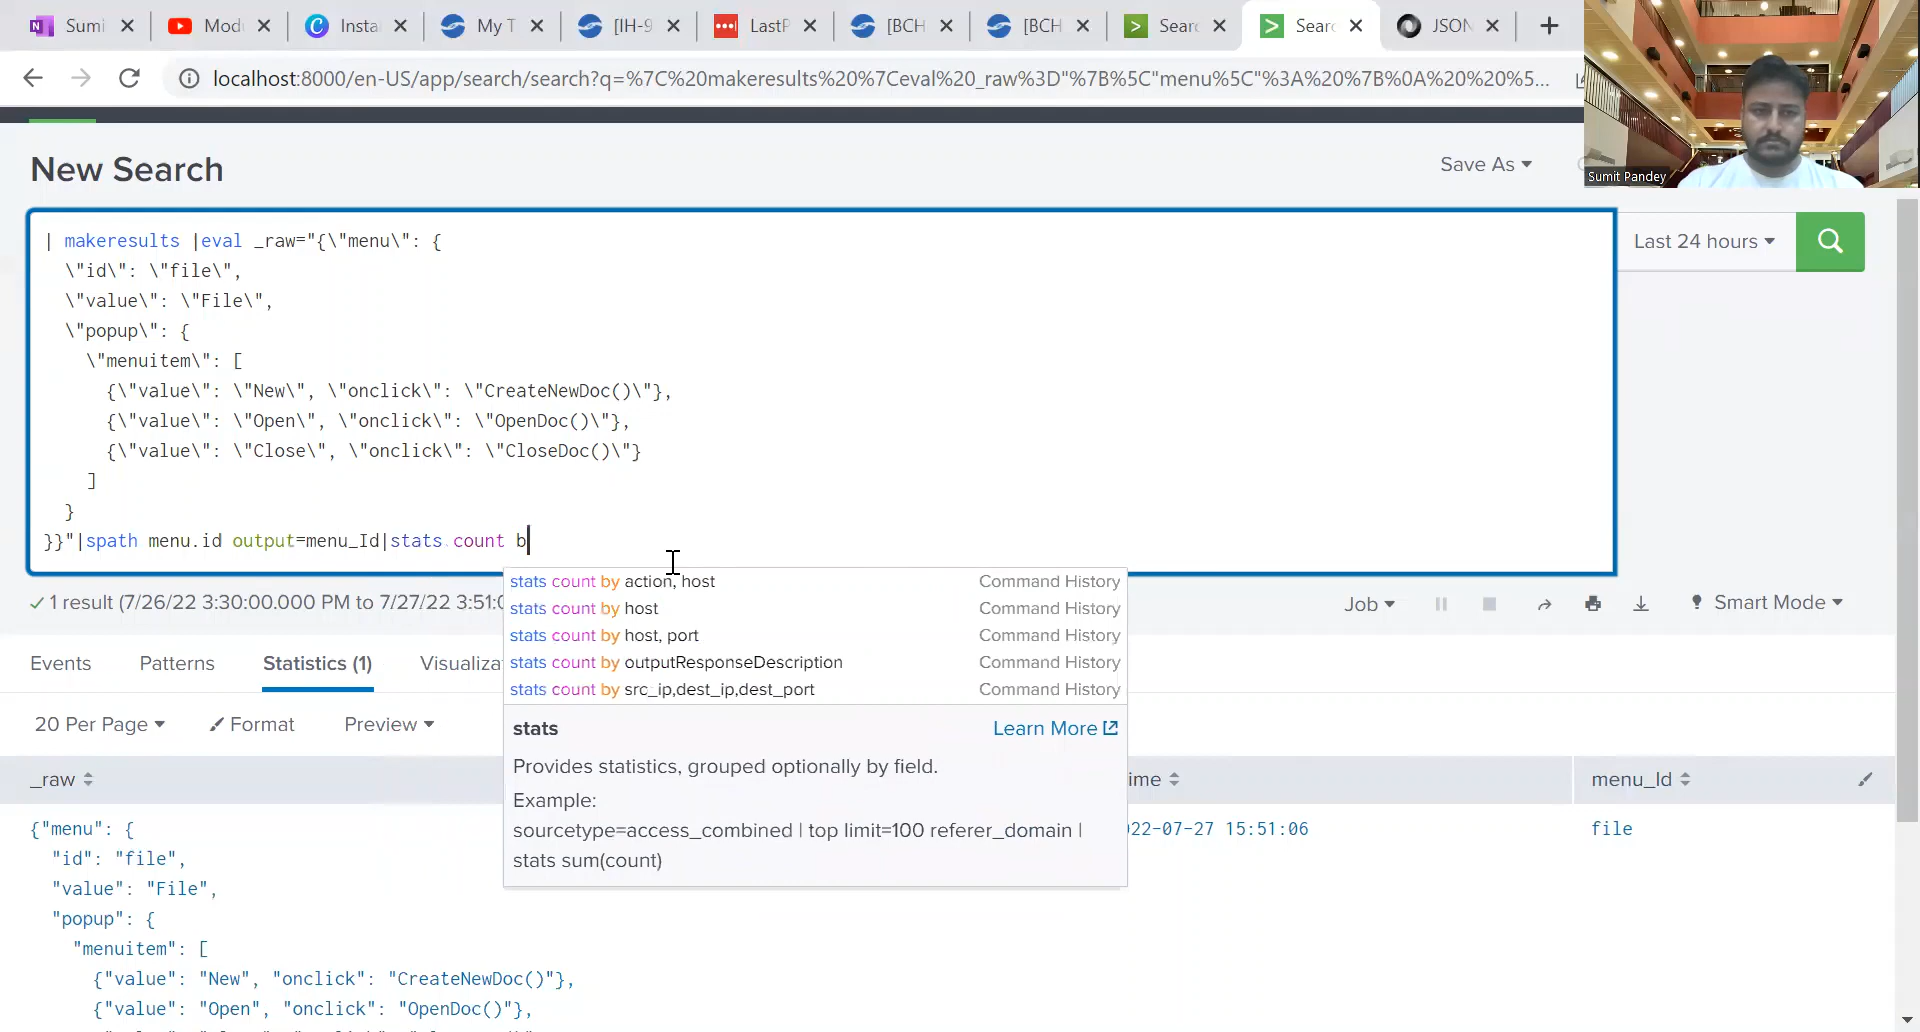 Sumi
Mod
Insta
My T
[IH-9
LastP
[BCH
[BCH
Searc
Searc
JSON
localhost:8000/en-US/app/search/search?q=%7C%20makeresults%20%7Ceval%20_raw%3D"%7B%5C"menu%5C"%3A%20%7B%0A%20%20%5...
Sumit Pandey
New Search
Save As
| makeresults |eval _raw="{\"menu\": {
\"id\": \"file\",
\"value\": \"File\",
\"popup\": {
\"menuitem\": [
{\"value\": \"New\", \"onclick\": \"CreateNewDoc()\"},
{\"value\": \"Open\", \"onclick\": \"OpenDoc()\"},
{\"value\": \"Close\", \"onclick\": \"CloseDoc()\"}
]
}
}}"|spath menu.id output=menu_Id|stats count b
Last 24 hours
stats count by action, host Command History
stats count by host Command History
stats count by host, port Command History
stats count by outputResponseDescription Command History
stats count by src_ip,dest_ip,dest_port Command History
stats Learn More
Provides statistics, grouped optionally by field.
Example:
sourcetype=access_combined | top limit=100 referer_domain |
stats sum(count)
1 result (7/26/22 3:30:00.000 PM to 7/27/22 3:51:0
Job
Smart Mode
Events Patterns Statistics (1) Visualiza
20 Per Page Format Preview
_raw ime menu_Id
{"menu": { 22-07-27 15:51:06 file
"id": "file",
"value": "File",
"popup": {
"menuitem": [
{"value": "New", "onclick": "CreateNewDoc()"},
{"value": "Open", "onclick": "OpenDoc()"},